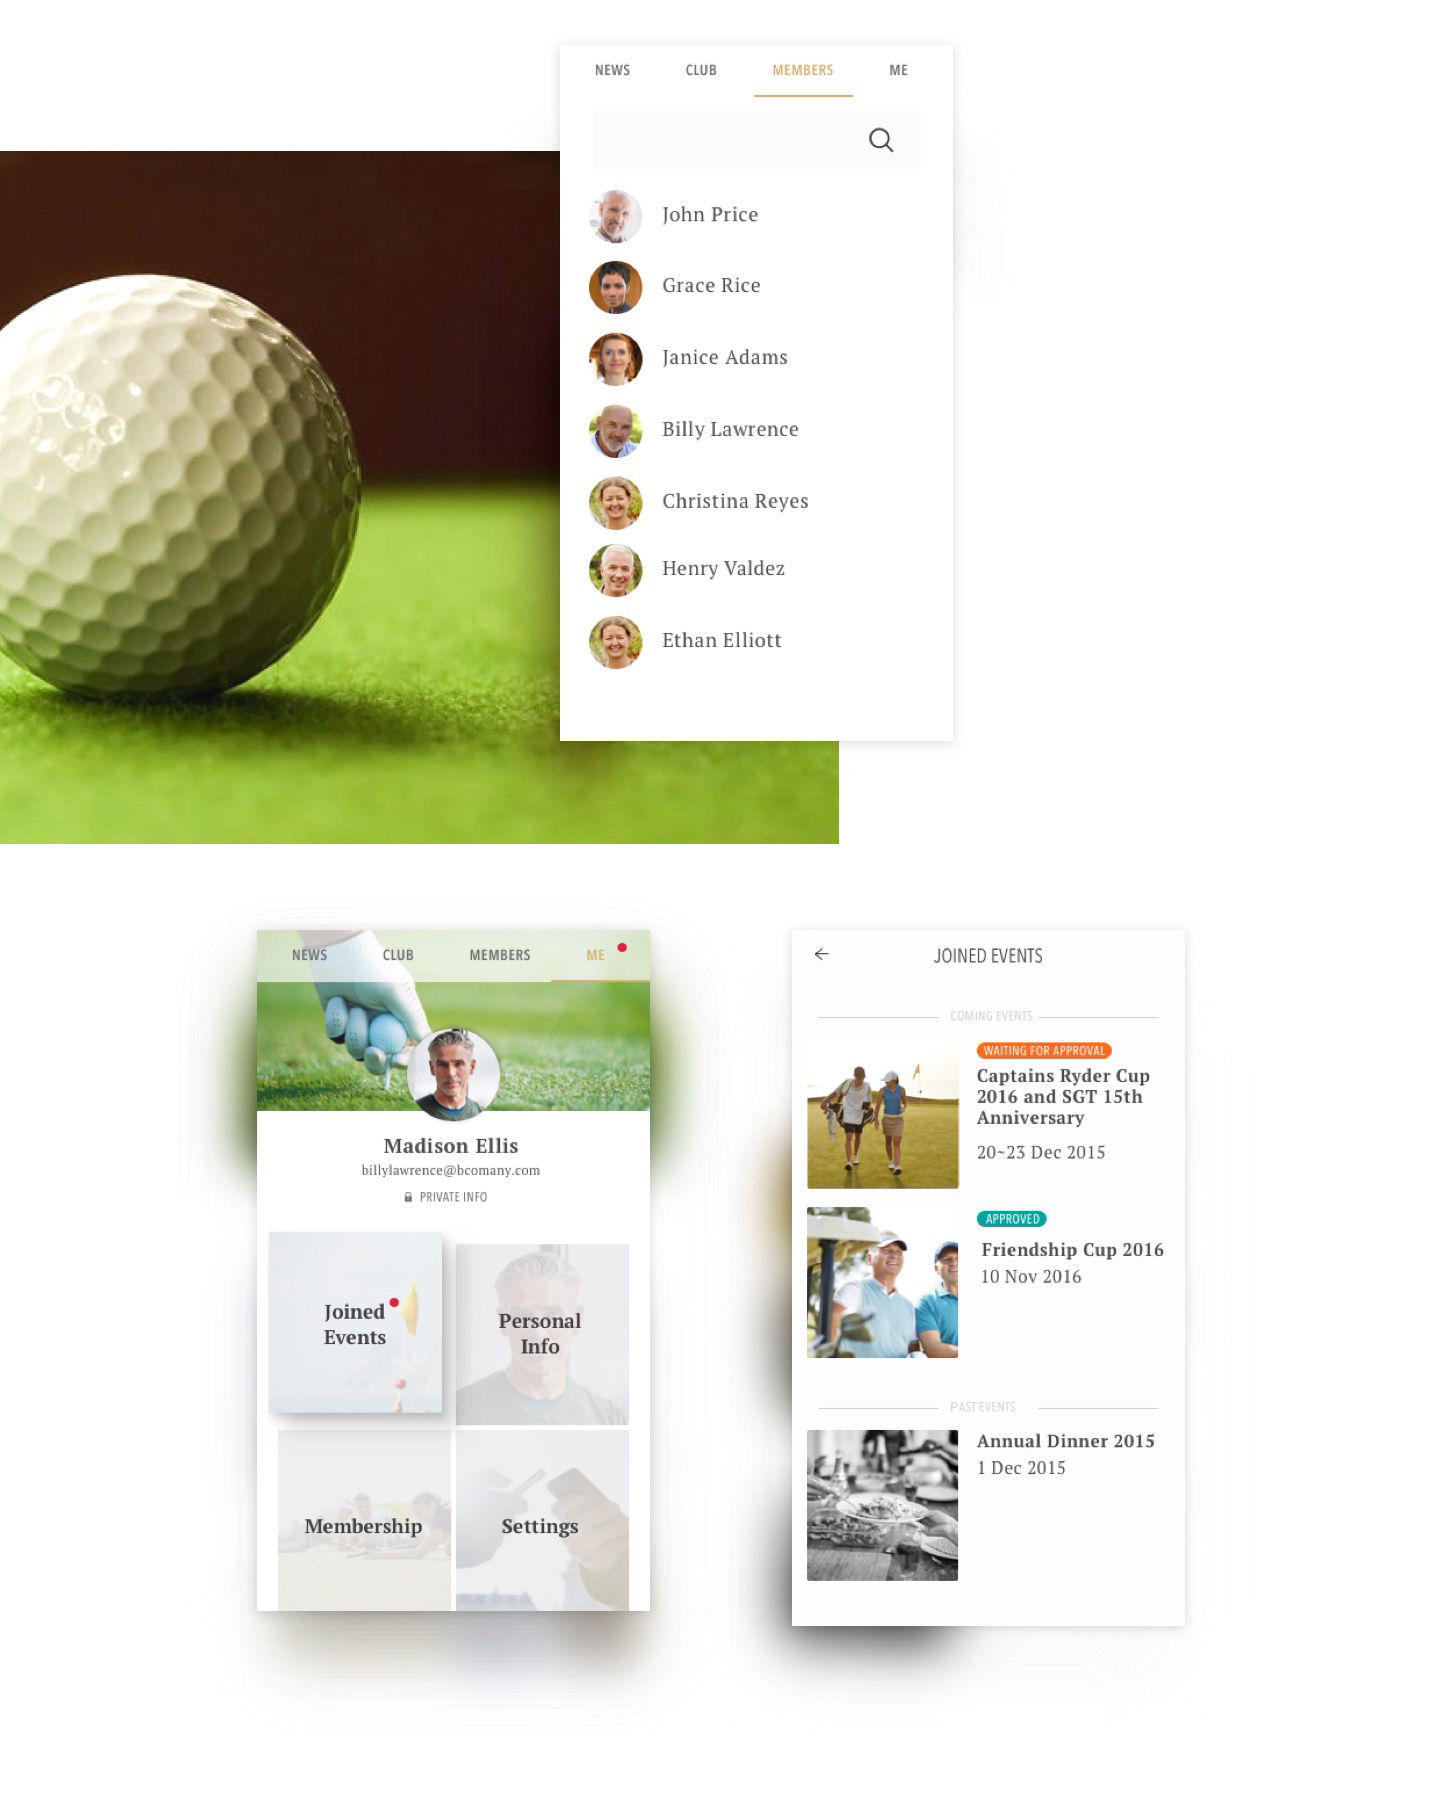 NEWS CLUB MEMBERS ME
John Price
Grace Rice
Janice Adams
Billy Lawrence
Christina Reyes
Henry Valdez
Ethan Elliott
NEWS CLUB MEMBERS ME
Madison Ellis
billylawrence@bcomany.com
PRIVATE INFO
Joined
Events
Personal
Info
Membership
Settings
JOINED EVENTS
COMING EVENTS
WAITING FOR APPROVAL
Captains Ryder Cup
2016 and SGT 15th
Anniversary
20~23 Dec 2015
APPROVED
Friendship Cup 2016
10 Nov 2016
PAST EVENTS
Annual Dinner 2015
1 Dec 2015